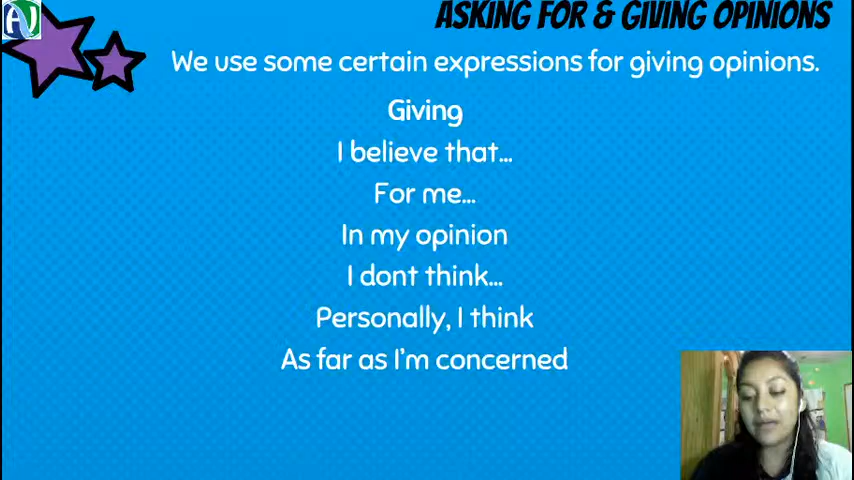 ASKING FOR & GIVING OPINIONS
We use some certain expressions for giving opinions.
Giving
I believe that...
For me...
In my opinion
I dont think...
Personally, I think
As far as I'm concerned